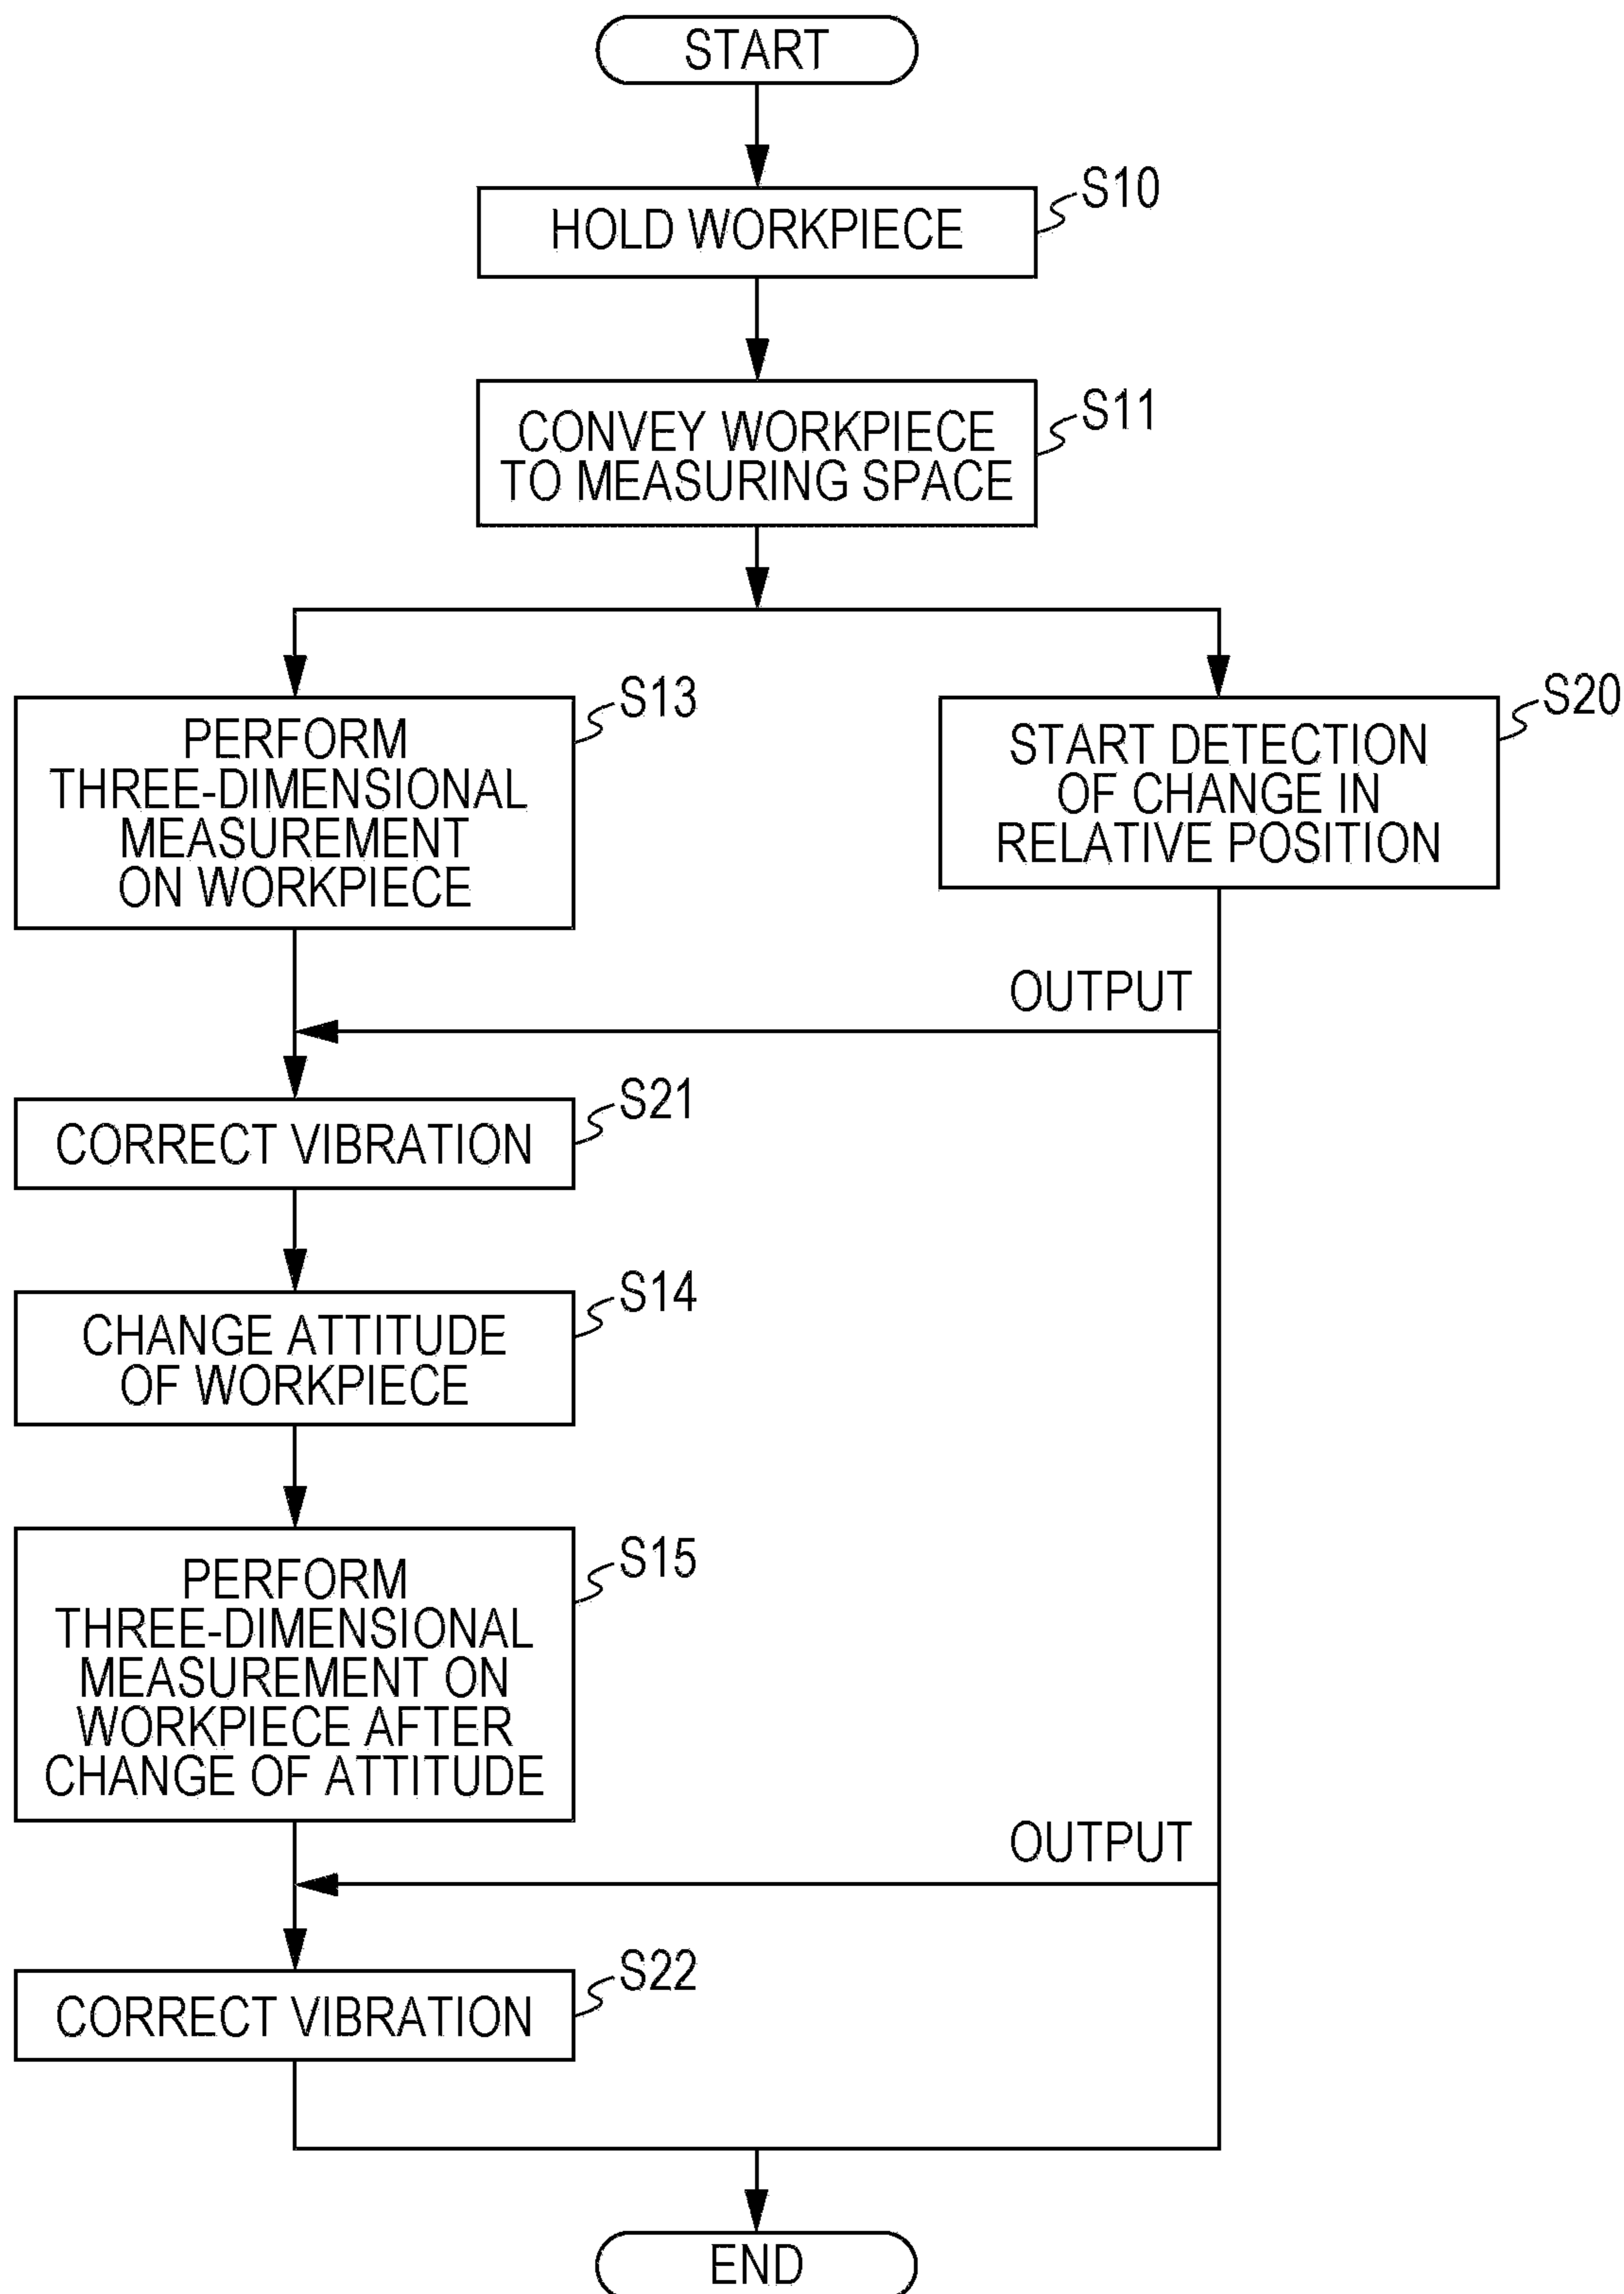 START
HOLD WORKPIECE
S10
CONVEY WORKPIECE
TO MEASURING SPACE
S11
PERFORM
THREE-DIMENSIONAL
MEASUREMENT
ON WORKPIECE
S13
START DETECTION
OF CHANGE IN
RELATIVE POSITION
S20
OUTPUT
CORRECT VIBRATION
S21
CHANGE ATTITUDE
OF WORKPIECE
S14
PERFORM
THREE-DIMENSIONAL
MEASUREMENT ON
WORKPIECE AFTER
CHANGE OF ATTITUDE
S15
OUTPUT
CORRECT VIBRATION
S22
END